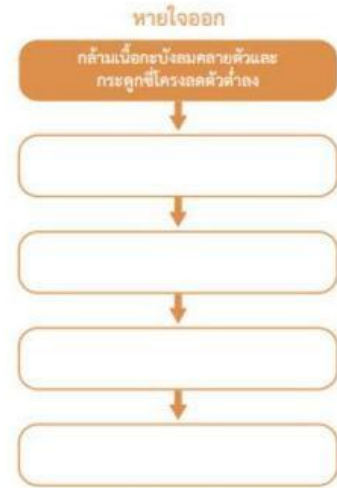 หายใจออก
กล้ามเนื้อกะบังลมคลายตัวและ
กระดูกซี่โครงลดตัวต่ำลง